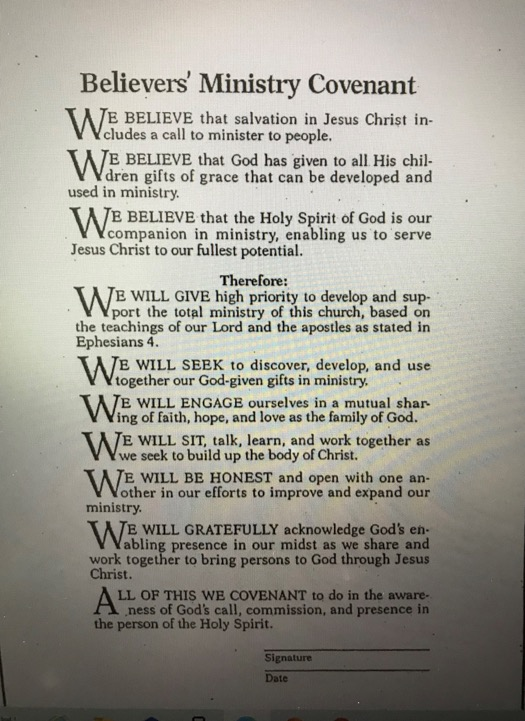 Believers' Ministry Covenant
WE BELIEVE that salvation in Jesus Christ in-
cludes a call to minister to people.
WE BELIEVE that God has given to all His chil-
dren gifts of grace that can be developed and
used in ministry.
WE BELIEVE that the Holy Spirit of God is our
companion in ministry, enabling us to serve
Jesus Christ to our fullest potential.
Therefore:
WE WILL GIVE high priority to develop and sup-
port the total ministry of this church, based on
the teachings of our Lord and the apostles as stated in
Ephesians 4.
WE WILL SEEK to discover, develop, and use
together our God-given gifts in ministry.
WE WILL ENGAGE ourselves in a mutual shar-
ing of faith, hope, and love as the family of God.
WE WILL SIT, talk, learn, and work together as
we seek to build up the body of Christ.
WE WILL BE HONEST and open with one an-
other in our efforts to improve and expand our
ministry.
WE WILL GRATEFULLY acknowledge God's en-
abling presence in our midst as we share and
work together to bring persons to God through Jesus
Christ.
ALL OF THIS WE COVENANT to do in the aware-
ness of God's call, commission, and presence in
the person of the Holy Spirit.
Signature
Date